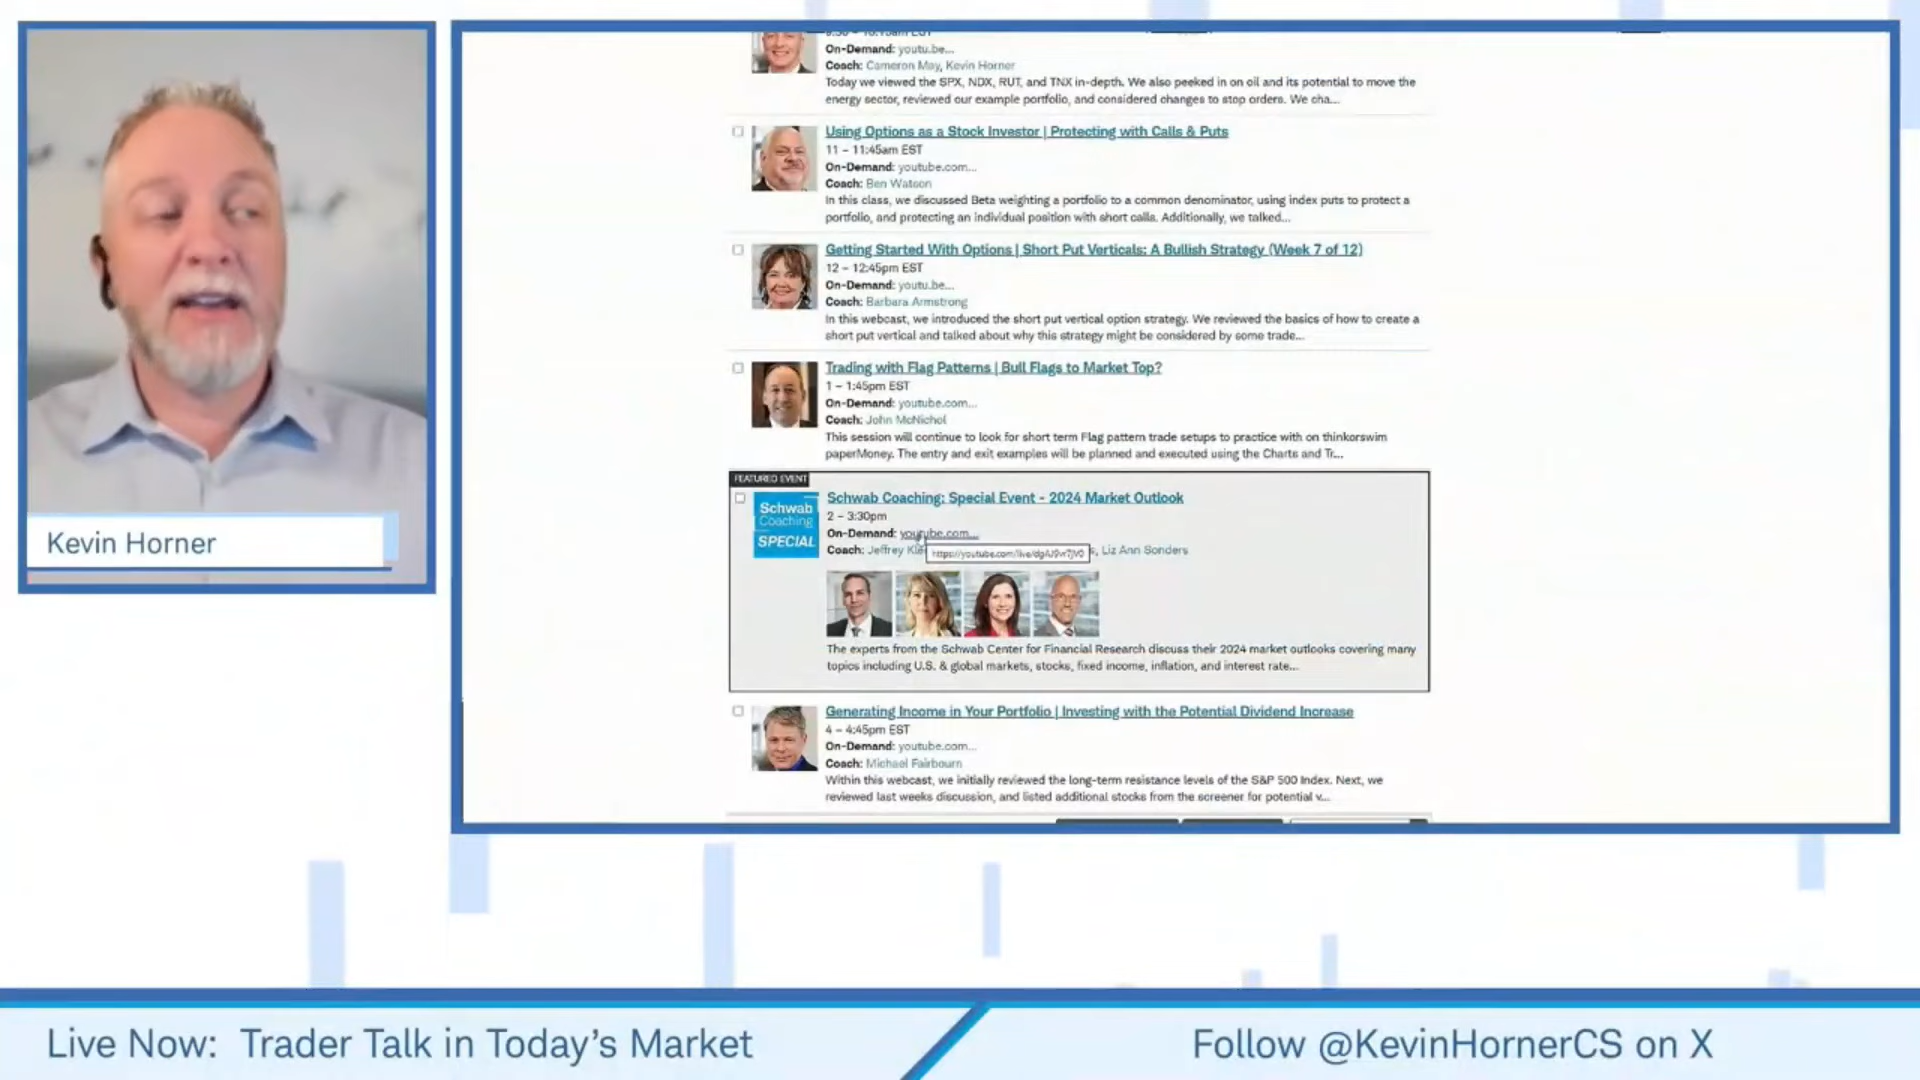 On-Demand: youtu.be...
Coach: Cameron May, Kevin Horner
Today we viewed the SPX, NDX, RUT, and TNX in-depth. We also peeked in on oil and its potential to move the
energy sector, reviewed our example portfolio, and considered changes to stop orders. We cha...
Using Options as a Stock Investor | Protecting with Calls & Puts
11 – 11:45am EST
On-Demand: youtube.com...
Coach: Ben Watson
In this class, we discussed Beta weighting a portfolio to a common denominator, using index puts to protect a
portfolio, and protecting an individual position with short calls. Additionally, we talked...
Getting Started With Options | Short Put Verticals: A Bullish Strategy (Week 7 of 12)
12 – 12:45pm EST
On-Demand: youtu.be...
Coach: Barbara Armstrong
In this webcast, we introduced the short put vertical option strategy. We reviewed the basics of how to create a
short put vertical and talked about why this strategy might be considered by some trade...
Trading with Flag Patterns | Bull Flags to Market Top?
1 – 1:45pm EST
On-Demand: youtube.com...
Coach: John McNichol
This session will continue to look for short term Flag pattern trade setups to practice with on thinkorswim
paperMoney. The entry and exit examples will be planned and executed using the Charts and Tr...
FEATURED EVENT
Schwab
Coaching
SPECIAL
Schwab Coaching: Special Event - 2024 Market Outlook
2 – 3:30pm
On-Demand: youtube.com...
Coach: Jeffrey Liz Ann Sonders
The experts from the Schwab Center for Financial Research discuss their 2024 market outlooks covering many
topics including U.S. & global markets, stocks, fixed income, inflation, and interest rate...
Generating Income in Your Portfolio | Investing with the Potential Dividend Increase
4 – 4:45pm EST
On-Demand: youtube.com...
Coach: Michael Fairbourn
Within this webcast, we initially reviewed the long-term resistance levels of the S&P 500 Index. Next, we
reviewed last weeks discussion, and listed additional stocks from the screener for potential v...
Kevin Horner
Live Now: Trader Talk in Today's Market
Follow @KevinHornerCS on X